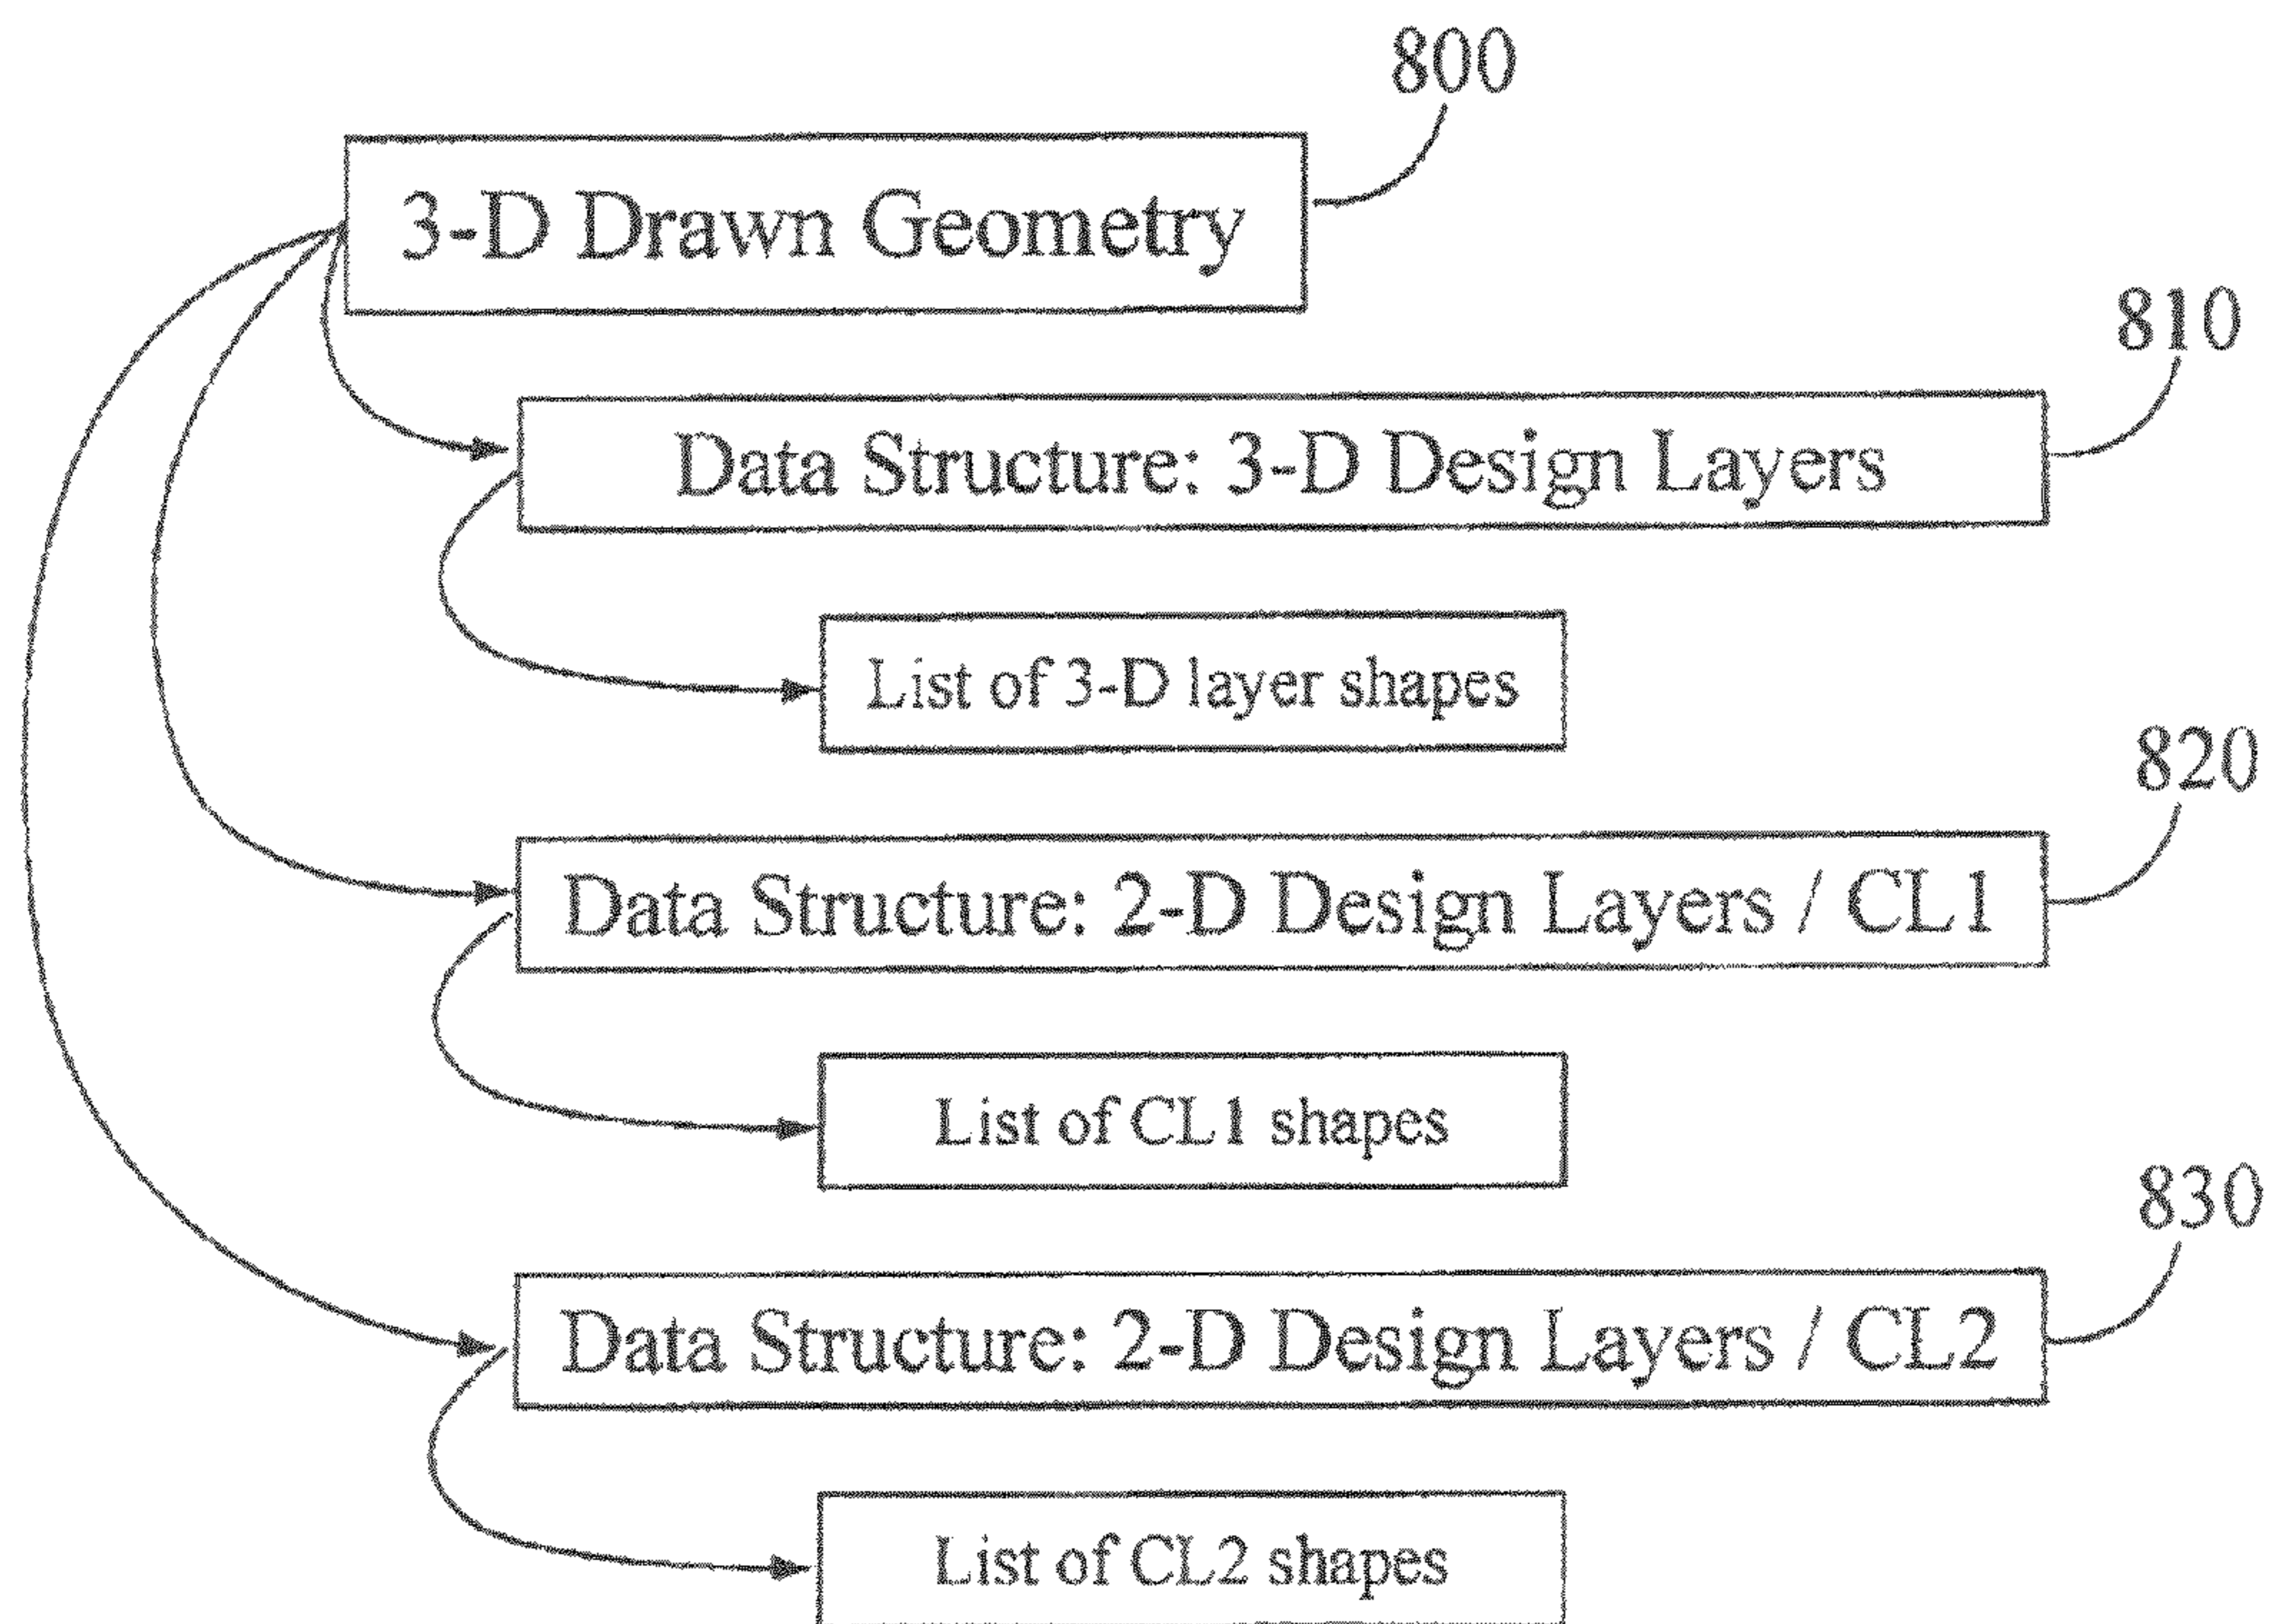 800
3-D Drawn Geometry
810
Data Structure: 3-D Design Layers
List of 3-D layer shapes
820
Data Structure: 2-D Design Layers / CL1
List of CL1 shapes
830
Data Structure: 2-D Design Layers / CL2
List of CL2 shapes